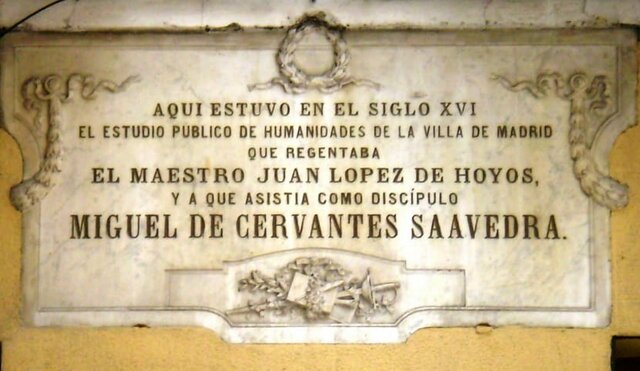 AQUI ESTUVO EN EL SIGLO XVI
EL ESTUDIO PUBLICO DE HUMANIDADES DE LA VILLA DE MADRID
QUE REGENTABA
EL MAESTRO JUAN LOPEZ DE HOYOS,
Y A QUE ASISTIA COMO DISCÍPULO
MIGUEL DE CERVANTES SAAVEDRA.